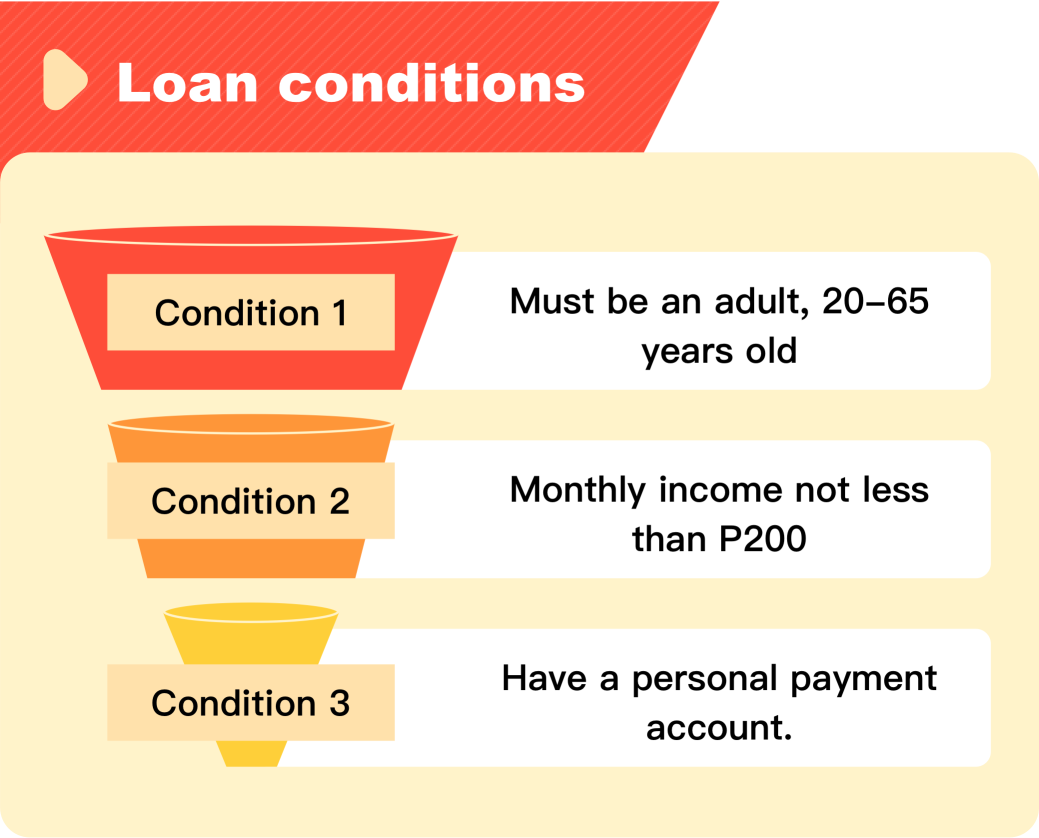 Loan conditions
Condition 1
Must be an adult, 20–65
years old
Condition 2
Monthly income not less
than P200
Condition 3
Have a personal payment
account.